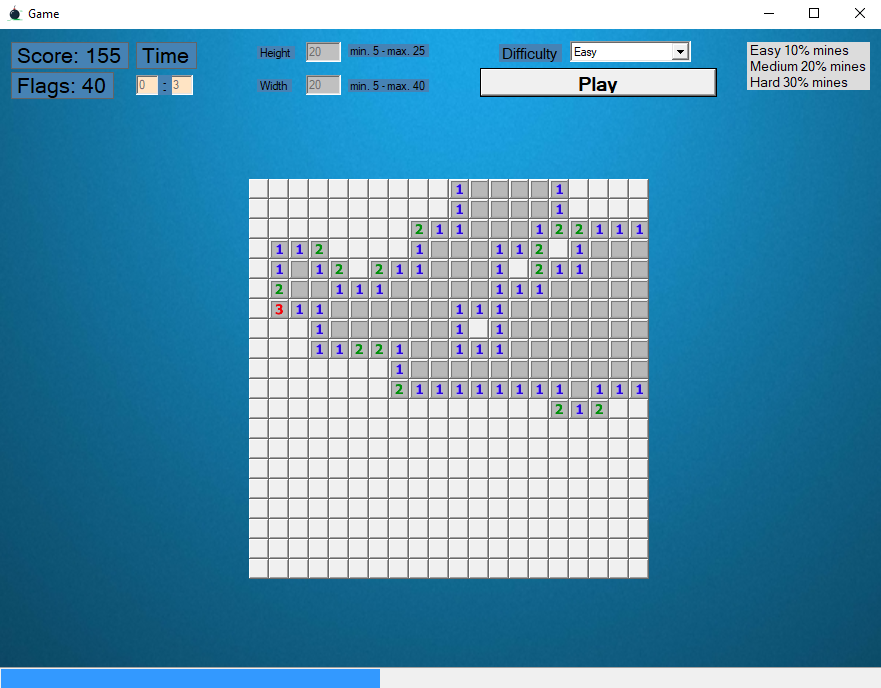 Game
Score: 155 Time Height 20 min. 5 - max. 25 Difficulty Easy Easy 10% mines
Medium 20% mines
Flags: 40 0 : 3 Width 20 min. 5 - max. 40 Play Hard 30% mines
1 1
1 1
2 1 1 1 2 2 1 1 1
1 1 2 1 1 1 2 1
1 1 2 2 1 1 1 2 1 1
2 1 1 1 1 1 1
3 1 1 1 1 1
1 1 1
1 1 2 2 1 1 1 1
1
2 1 1 1 1 1 1 1 1 1 1 1
2 1 2